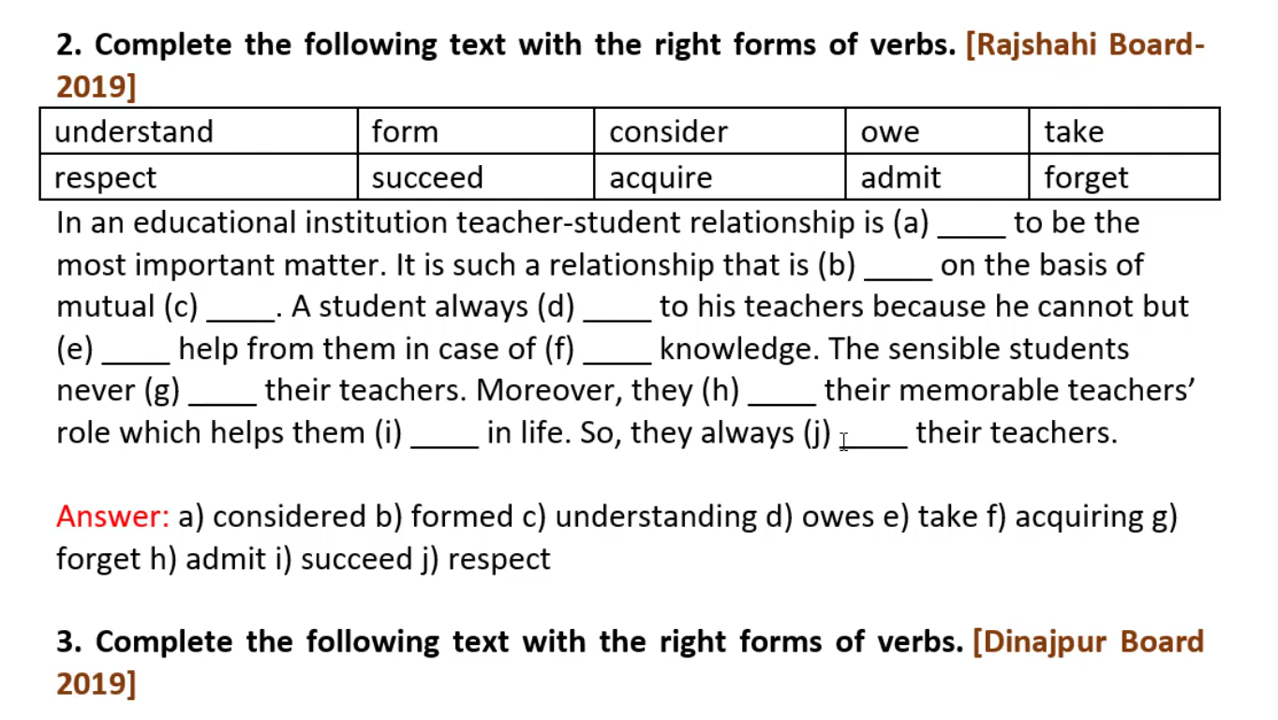 2. Complete the following text with the right forms of verbs. [Rajshahi Board-
2019]
understand form consider owe take
respect succeed acquire admit forget
In an educational institution teacher-student relationship is (a) _____ to be the
most important matter. It is such a relationship that is (b) _____ on the basis of
mutual (c) _____. A student always (d) _____ to his teachers because he cannot but
(e) _____ help from them in case of (f) _____ knowledge. The sensible students
never (g) _____ their teachers. Moreover, they (h) _____ their memorable teachers’
role which helps them (i) _____ in life. So, they always (j) _____ their teachers.
Answer: a) considered b) formed c) understanding d) owes e) take f) acquiring g)
forget h) admit i) succeed j) respect
3. Complete the following text with the right forms of verbs. [Dinajpur Board
2019]